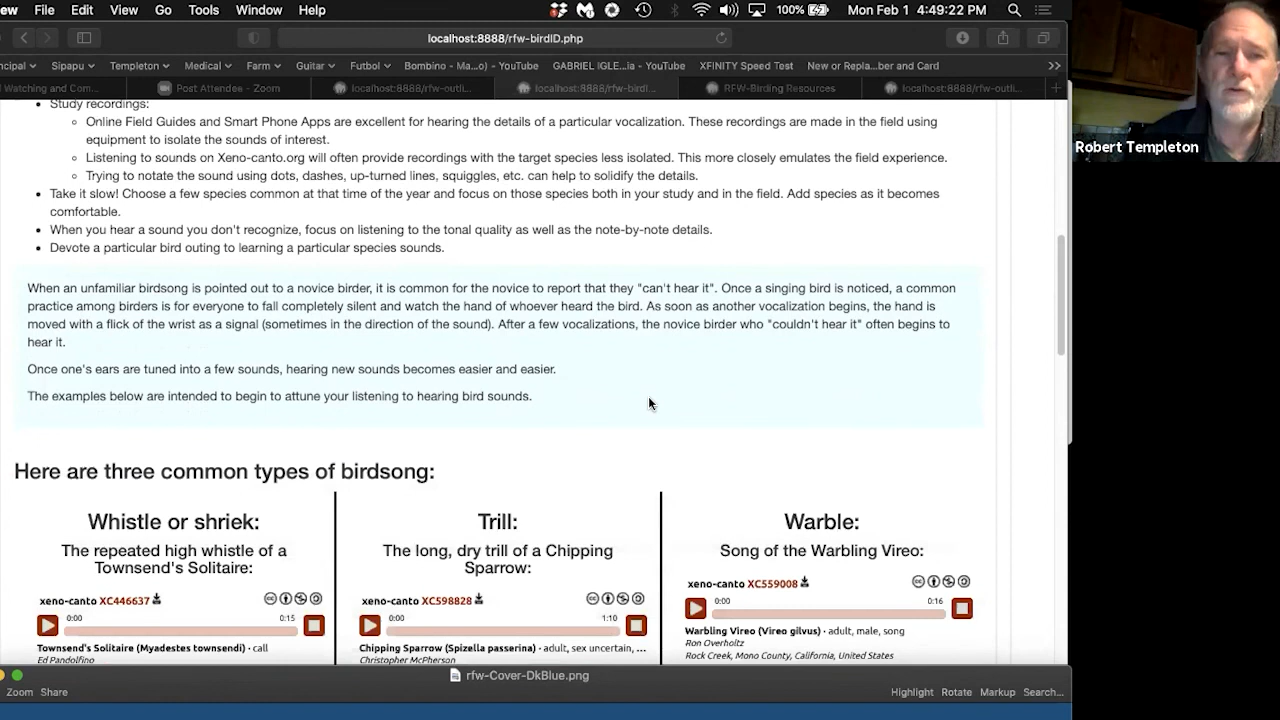 ew File Edit View Go Tools Window Help 100% Mon Feb 1 4:49:22 PM
localhost:8888/rfw-birdID.php
ncipal Sipapu Templeton Medical Farm Guitar Futbol Bombino - Ma...o) - YouTube GABRIEL IGLE...ia - YouTube XFINITY Speed Test New or Repla...ber and Card
Watching and Com... Post Attendee - Zoom localhost:8888/rfw-outli... localhost:8888/rfw-birdI... RFW-Birding Resources localhost:8888/rfw-outli...
Robert Templeton
• Study recordings:
◦ Online Field Guides and Smart Phone Apps are excellent for hearing the details of a particular vocalization. These recordings are made in the field using
equipment to isolate the sounds of interest.
◦ Listening to sounds on Xeno-canto.org will often provide recordings with the target species less isolated. This more closely emulates the field experience.
◦ Trying to notate the sound using dots, dashes, up-turned lines, squiggles, etc. can help to solidify the details.
• Take it slow! Choose a few species common at that time of the year and focus on those species both in your study and in the field. Add species as it becomes
comfortable.
• When you hear a sound you don't recognize, focus on listening to the tonal quality as well as the note-by-note details.
• Devote a particular bird outing to learning a particular species sounds.
When an unfamiliar birdsong is pointed out to a novice birder, it is common for the novice to report that they "can't hear it". Once a singing bird is noticed, a common
practice among birders is for everyone to fall completely silent and watch the hand of whoever heard the bird. As soon as another vocalization begins, the hand is
moved with a flick of the wrist as a signal (sometimes in the direction of the sound). After a few vocalizations, the novice birder who "couldn't hear it" often begins to
hear it.
Once one's ears are tuned into a few sounds, hearing new sounds becomes easier and easier.
The examples below are intended to begin to attune your listening to hearing bird sounds.
Here are three common types of birdsong:
Whistle or shriek:
The repeated high whistle of a
Townsend's Solitaire:
xeno-canto XC446637
0:00 0:15
Townsend's Solitaire (Myadestes townsendi) · call
Ed Pandolfino
Trill:
The long, dry trill of a Chipping
Sparrow:
xeno-canto XC598828
0:00 1:10
Chipping Sparrow (Spizella passerina) · adult, sex uncertain, ...
Christopher McPherson
Warble:
Song of the Warbling Vireo:
xeno-canto XC559008
0:00 0:16
Warbling Vireo (Vireo gilvus) · adult, male, song
Ron Overholtz
Rock Creek, Mono County, California, United States
rfw-Cover-DkBlue.png
Zoom Share Highlight Rotate Markup Search...